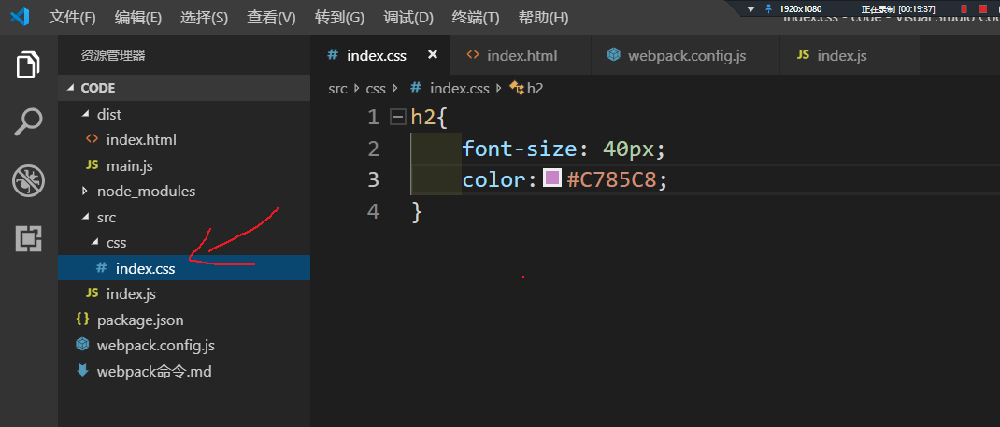 文件(F) 编辑(E) 选择(S) 查看(V) 转到(G) 调试(D) 终端(T) 帮助(H)
1920x1080 正在录制 [00:19:37]
index.css - code - Visual Studio Cod
资源管理器
CODE
dist
index.html
JS main.js
node_modules
src
css
# index.css
JS index.js
{} package.json
webpack.config.js
webpack命令.md
# index.css × <> index.html webpack.config.js JS index.js
src css # index.css h2
1 h2{
2 font-size: 40px;
3 color: #C785C8;
4 }